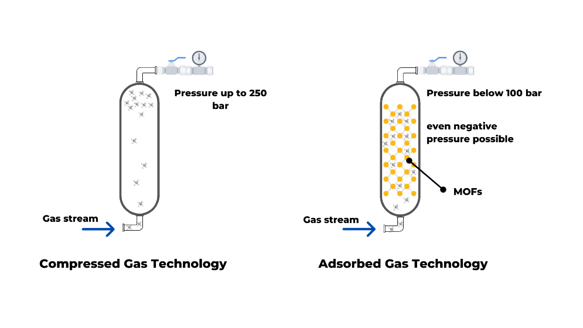 Pressure up to 250
bar
Gas stream
Compressed Gas Technology
Pressure below 100 bar
even negative
pressure possible
MOFs
Gas stream
Adsorbed Gas Technology